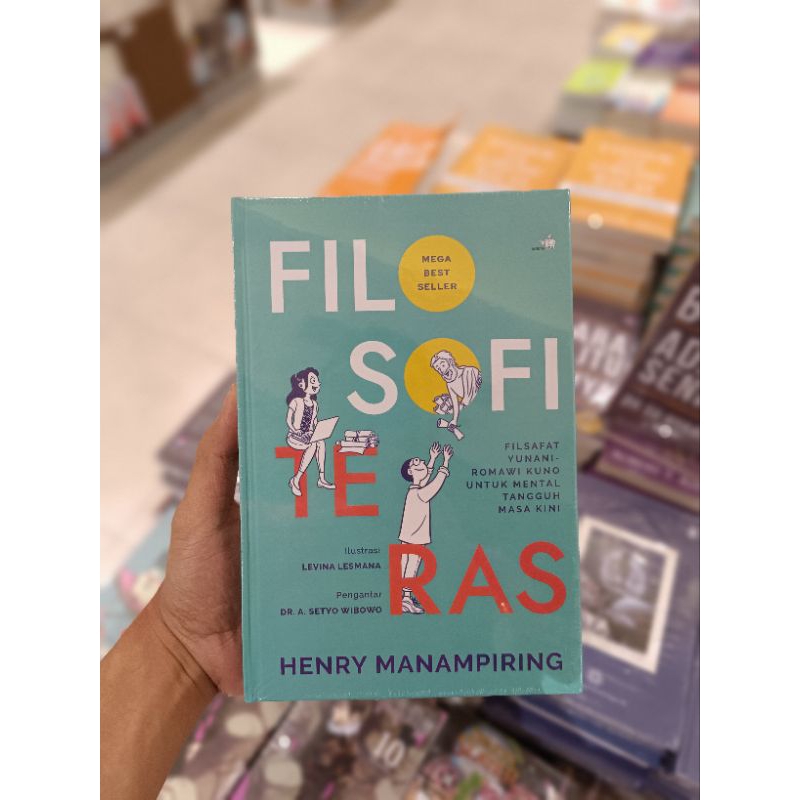 FILO
MEGA
BEST
SELLER
SOFI
TE
RAS
FILSAFAT
YUNANI-
ROMAWI KUNO
UNTUK MENTAL
TANGGUH
MASA KINI
Ilustrasi
LEVINA LESMANA
Pengantar
DR. A. SETYO WIBOWO
HENRY MANAMPIRING
10